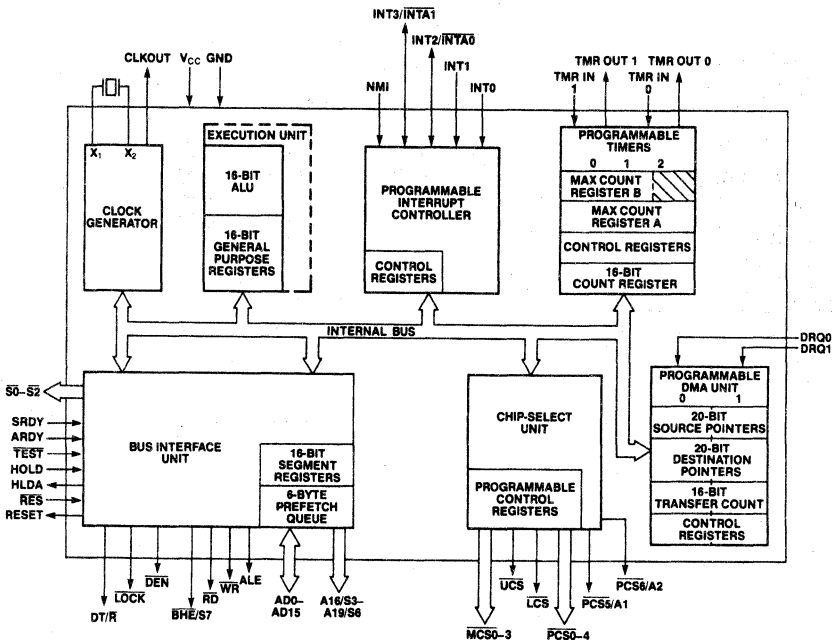 INT3/INTA1
INT2/INTA0
CLKOUT VCC GND
INT1
NMI
INT0
TMR OUT 1 TMR OUT 0
TMR IN TMR IN
1 0
X1 X2
CLOCK
GENERATOR
EXECUTION UNIT
16-BIT
ALU
16-BIT
GENERAL
PURPOSE
REGISTERS
PROGRAMMABLE
INTERRUPT
CONTROLLER
CONTROL
REGISTERS
PROGRAMMABLE
TIMERS
0 1 2
MAX COUNT
REGISTER B
MAX COUNT
REGISTER A
CONTROL REGISTERS
16-BIT
COUNT REGISTER
INTERNAL BUS
DRQ0
DRQ1
S0–S2
SRDY
ARDY
TEST
HOLD
HLDA
RES
RESET
BUS INTERFACE
UNIT
16-BIT
SEGMENT
REGISTERS
6-BYTE
PREFETCH
QUEUE
CHIP-SELECT
UNIT
PROGRAMMABLE
CONTROL
REGISTERS
PROGRAMMABLE
DMA UNIT
0 1
20-BIT
SOURCE POINTERS
20-BIT
DESTINATION
POINTERS
16-BIT
TRANSFER COUNT
CONTROL
REGISTERS
DT/R
LOCK
DEN
BHE/S7
RD
WR
ALE
AD0–
AD15
A16/S3–
A19/S6
MCS0–3
UCS
LCS
PCS0–4
PCS5/A1
PCS6/A2